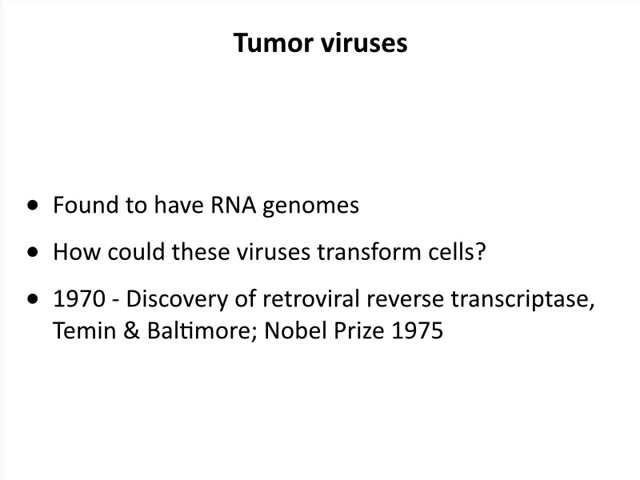 Tumor viruses
• Found to have RNA genomes
• How could these viruses transform cells?
• 1970 - Discovery of retroviral reverse transcriptase,
Temin & Baltimore; Nobel Prize 1975